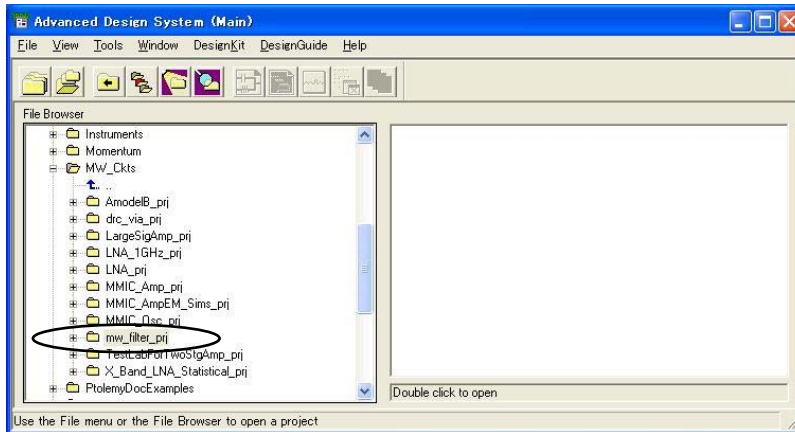 Advanced Design System (Main)
File View Tools Window DesignKit DesignGuide Help
File Browser
Instruments
Momentum
MW_Ckts
..
AmodelB_prj
drc_via_prj
LargeSigAmp_prj
LNA_1GHz_prj
LNA_prj
MMIC_Amp_prj
MMIC_AmpEM_Sims_prj
MMIC_Osc_prj
mw_filter_prj
TestLabForTwoStgAmp_prj
X_Band_LNA_Statistical_prj
PtolemyDocExamples
Double click to open
Use the File menu or the File Browser to open a project